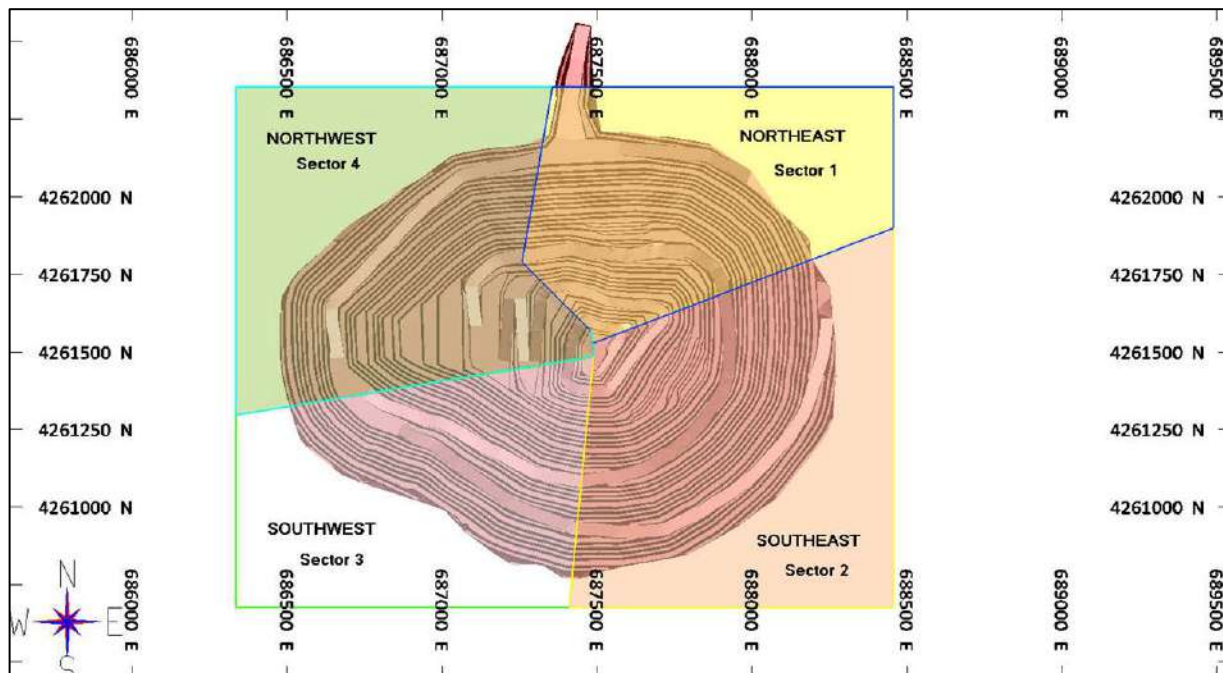 686000 E
686500 E
687000 E
687500 E
688000 E
688500 E
689000 E
689500 E
NORTHWEST
Sector 4
NORTHEAST
Sector 1
4262000 N
4262000 N
4261750 N
4261750 N
4261500 N
4261500 N
4261250 N
4261250 N
4261000 N
4261000 N
SOUTHWEST
Sector 3
SOUTHEAST
Sector 2
N
W
E
S
686000 E
686500 E
687000 E
687500 E
688000 E
688500 E
689000 E
689500 E